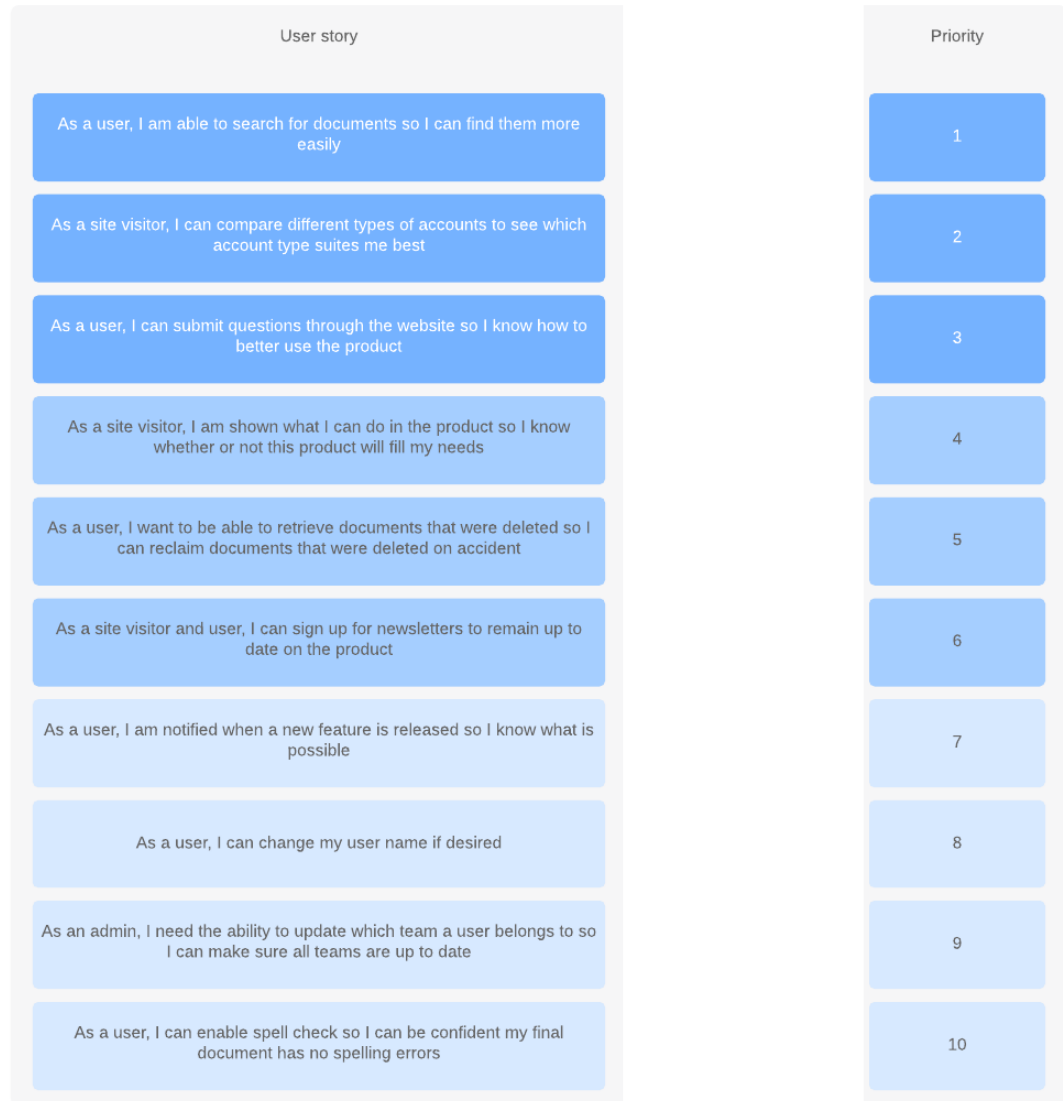 User story
Priority
As a user, I am able to search for documents so I can find them more
easily
1
As a site visitor, I can compare different types of accounts to see which
account type suites me best
2
As a user, I can submit questions through the website so I know how to
better use the product
3
As a site visitor, I am shown what I can do in the product so I know
whether or not this product will fill my needs
4
As a user, I want to be able to retrieve documents that were deleted so I
can reclaim documents that were deleted on accident
5
As a site visitor and user, I can sign up for newsletters to remain up to
date on the product
6
As a user, I am notified when a new feature is released so I know what is
possible
7
As a user, I can change my user name if desired
8
As an admin, I need the ability to update which team a user belongs to so
I can make sure all teams are up to date
9
As a user, I can enable spell check so I can be confident my final
document has no spelling errors
10